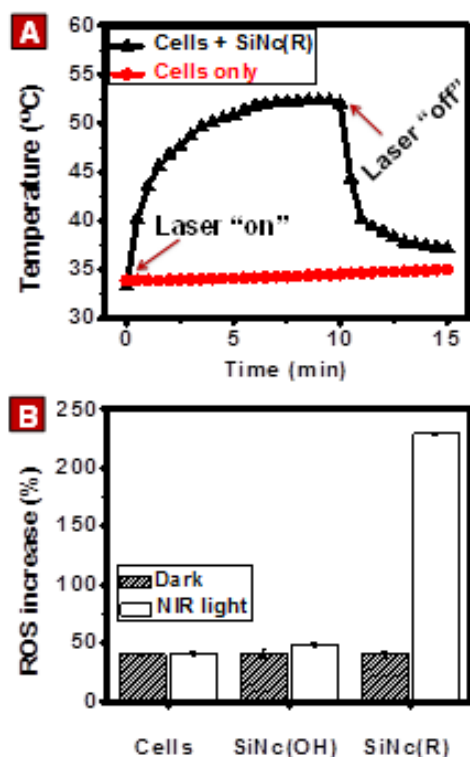 A
60
55
50
45
40
35
30
Temperature (ºC)
Cells + SiNc(R)
Cells only
Laser "on"
Laser "off"
0 5 10 15
Time (min)
B
250
200
150
100
50
0
ROS increase (%)
Dark
NIR light
Cells SiNc(OH) SiNc(R)